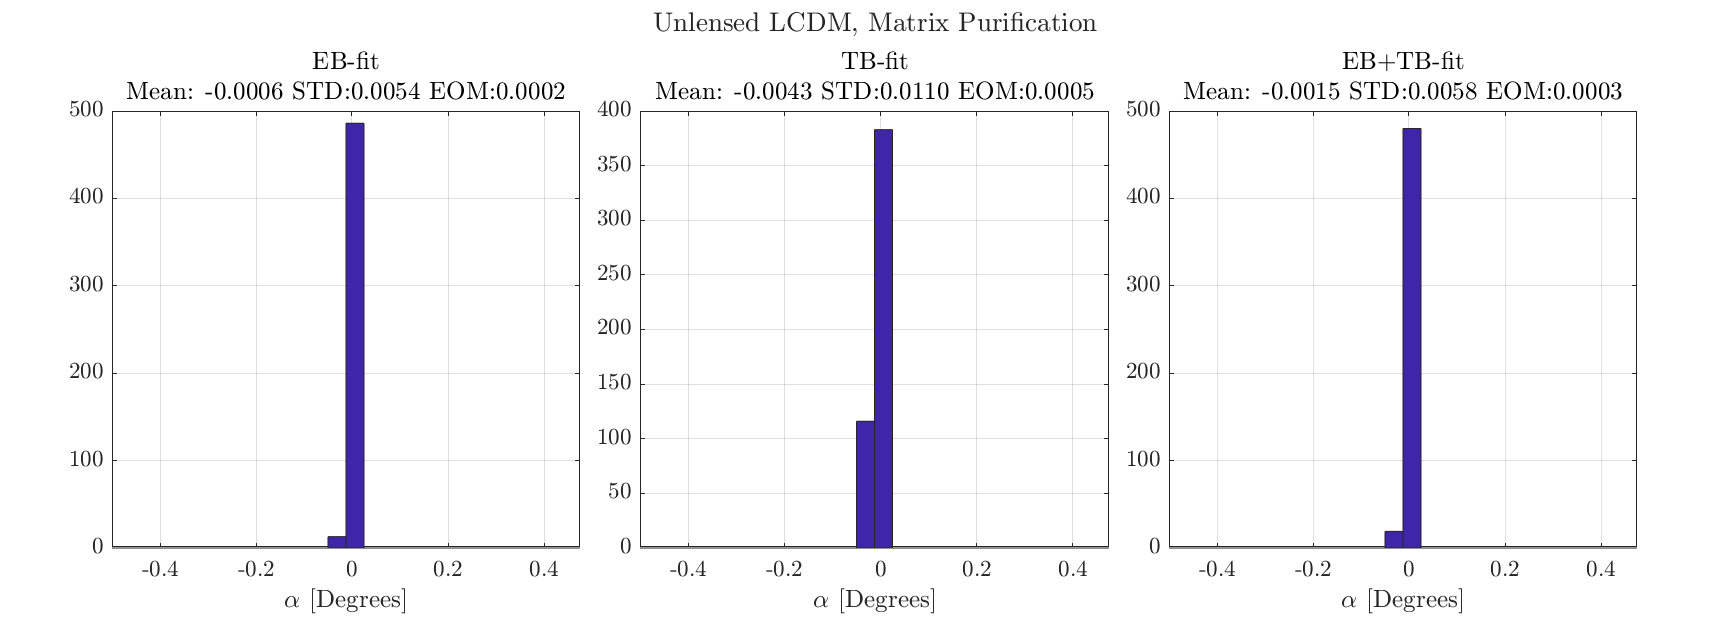 Unlensed LCDM, Matrix Purification
EB-fit
Mean: -0.0006 STD:0.0054 EOM:0.0002
500
400
300
200
100
0
-0.4 -0.2 0 0.2 0.4
α [Degrees]
TB-fit
Mean: -0.0043 STD:0.0110 EOM:0.0005
400
350
300
250
200
150
100
50
0
-0.4 -0.2 0 0.2 0.4
α [Degrees]
EB+TB-fit
Mean: -0.0015 STD:0.0058 EOM:0.0003
500
400
300
200
100
0
-0.4 -0.2 0 0.2 0.4
α [Degrees]